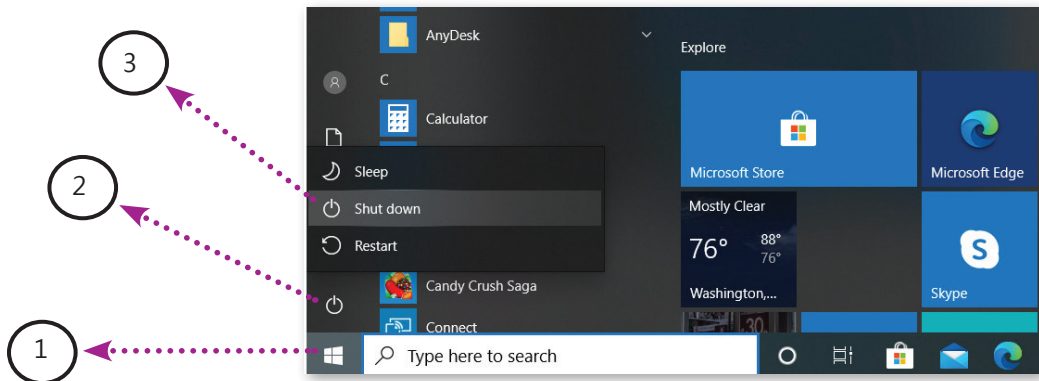 3
2
1
AnyDesk
C
Calculator
Sleep
Shut down
Restart
Candy Crush Saga
Connect
Explore
Microsoft Store
Microsoft Edge
Mostly Clear
76° 88°
76°
Washington,...
Skype
30
Type here to search